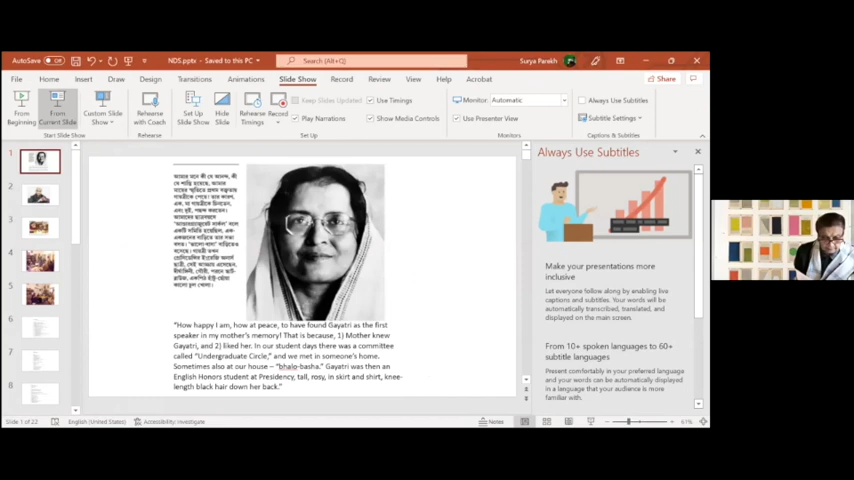 AutoSave
Off
NDS.pptx - Saved to this PC
Search (Alt+Q)
Surya Parekh
File
Home
Insert
Draw
Design
Transitions
Animations
Slide Show
Record
Review
View
Help
Acrobat
Share
From Beginning
From Current Slide
Custom Slide Show
Rehearse with Coach
Set Up Slide Show
Hide Slide
Rehearse Timings
Record
Keep Slides Updated
Play Narrations
Use Timings
Show Media Controls
Monitor:
Automatic
Use Presenter View
Always Use Subtitles
Subtitle Settings
Start Slide Show
Rehearse
Set Up
Monitors
Captions & Subtitles
1
2
3
4
5
6
7
8
"How happy I am, how at peace, to have found Gayatri as the first
speaker in my mother's memory! That is because, 1) Mother knew
Gayatri, and 2) liked her. In our student days there was a committee
called "Undergraduate Circle," and we met in someone's home.
Sometimes also at our house – "bhalo-basha." Gayatri was then an
English Honors student at Presidency, tall, rosy, in skirt and shirt, knee-
length black hair down her back."
Always Use Subtitles
Make your presentations more
inclusive
Let everyone follow along by enabling live
captions and subtitles. Your words will be
automatically transcribed, translated, and
displayed on the main screen.
From 10+ spoken languages to 60+
subtitle languages
Present comfortably in your preferred language
and your words can be automatically displayed
in a language that your audience is more
familiar with.
Slide 1 of 22
English (United States)
Accessibility: Investigate
Notes
61%